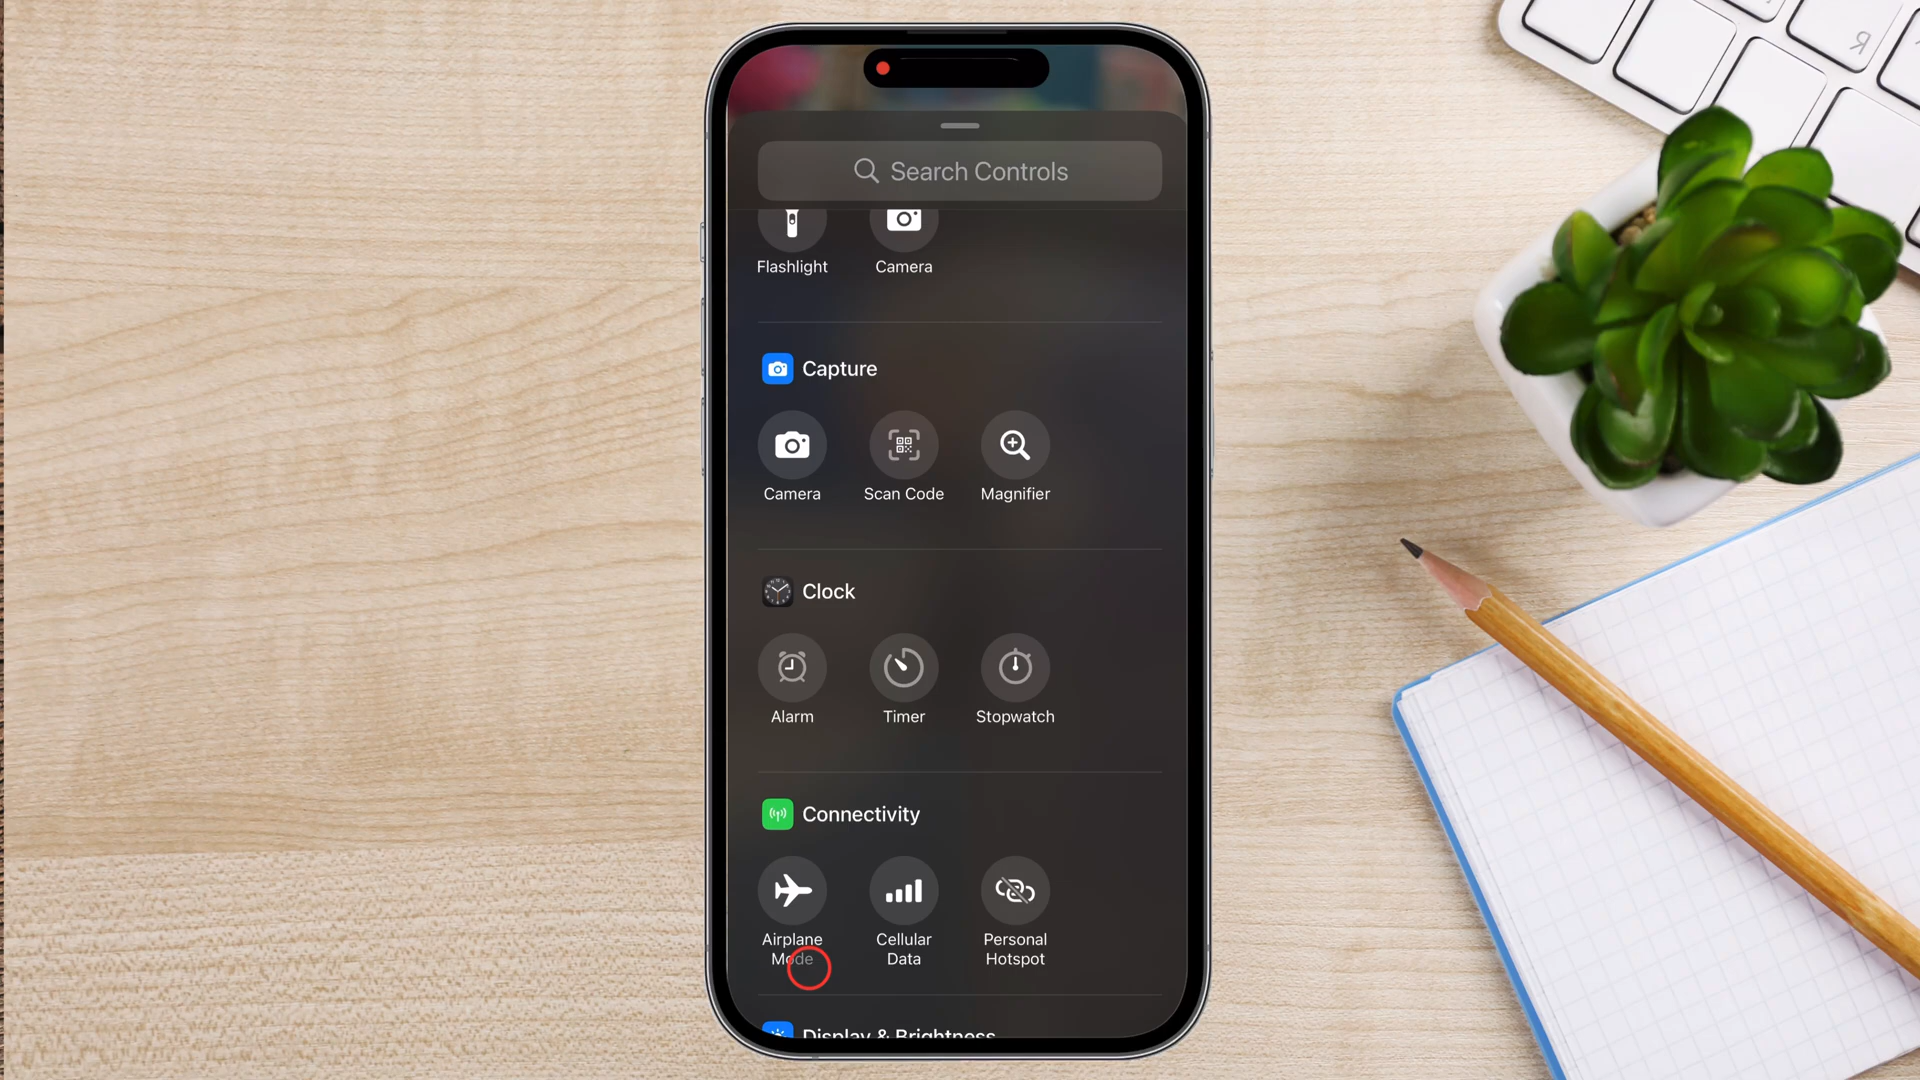 Search Controls
Flashlight
Camera
Capture
Camera
Scan Code
Magnifier
Clock
Alarm
Timer
Stopwatch
Connectivity
Airplane
Mode
Cellular
Data
Personal
Hotspot
Display & Brightness
R